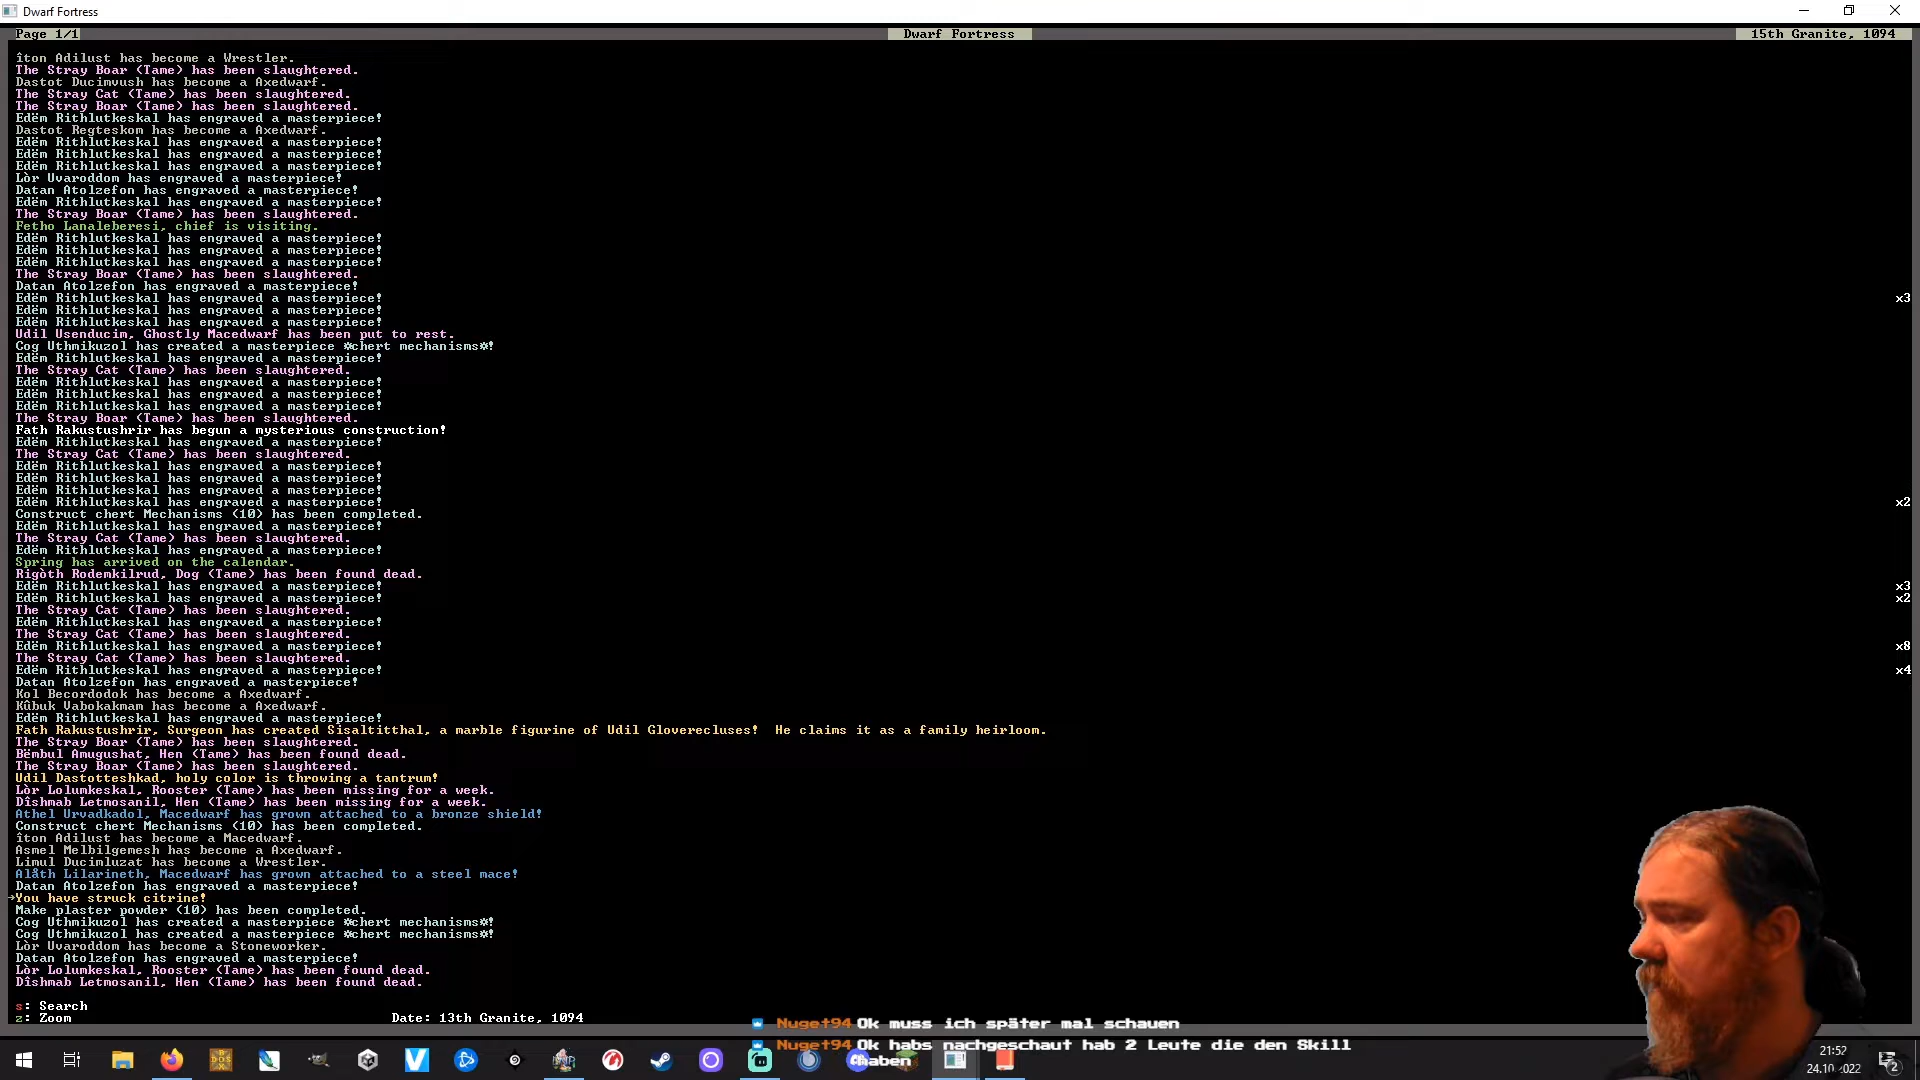 Dwarf Fortress
Page 1/1
Dwarf Fortress
15th Granite, 1094
îton Adilust has become a Wrestler.
The Stray Boar (Tame) has been slaughtered.
Dastot Ducimvush has become a Axedwarf.
The Stray Cat (Tame) has been slaughtered.
The Stray Boar (Tame) has been slaughtered.
Edëm Rithlutkeskal has engraved a masterpiece!
Dastot Regteskom has become a Axedwarf.
Edëm Rithlutkeskal has engraved a masterpiece!
Edëm Rithlutkeskal has engraved a masterpiece!
Edëm Rithlutkeskal has engraved a masterpiece!
Lòr Uvaroddom has engraved a masterpiece!
Datan Atolzefon has engraved a masterpiece!
Edëm Rithlutkeskal has engraved a masterpiece!
The Stray Boar (Tame) has been slaughtered.
Fetho Lanaleberesi, chief is visiting.
Edëm Rithlutkeskal has engraved a masterpiece!
Edëm Rithlutkeskal has engraved a masterpiece!
Edëm Rithlutkeskal has engraved a masterpiece!
The Stray Boar (Tame) has been slaughtered.
Datan Atolzefon has engraved a masterpiece!
Edëm Rithlutkeskal has engraved a masterpiece! x3
Edëm Rithlutkeskal has engraved a masterpiece!
Edëm Rithlutkeskal has engraved a masterpiece!
Udil Usenducim, Ghostly Macedwarf has been put to rest.
Cog Uthmikuzol has created a masterpiece ☼chert mechanisms☼!
Edëm Rithlutkeskal has engraved a masterpiece!
The Stray Cat (Tame) has been slaughtered.
Edëm Rithlutkeskal has engraved a masterpiece!
Edëm Rithlutkeskal has engraved a masterpiece!
Edëm Rithlutkeskal has engraved a masterpiece!
The Stray Boar (Tame) has been slaughtered.
Fath Rakustushrir has begun a mysterious construction!
Edëm Rithlutkeskal has engraved a masterpiece!
The Stray Cat (Tame) has been slaughtered.
Edëm Rithlutkeskal has engraved a masterpiece!
Edëm Rithlutkeskal has engraved a masterpiece!
Edëm Rithlutkeskal has engraved a masterpiece!
Edëm Rithlutkeskal has engraved a masterpiece! x2
Construct chert Mechanisms (10) has been completed.
Edëm Rithlutkeskal has engraved a masterpiece!
The Stray Cat (Tame) has been slaughtered.
Edëm Rithlutkeskal has engraved a masterpiece!
Spring has arrived on the calendar.
Rigòth Rodemkilrud, Dog (Tame) has been found dead.
Edëm Rithlutkeskal has engraved a masterpiece! x3
Edëm Rithlutkeskal has engraved a masterpiece! x2
The Stray Cat (Tame) has been slaughtered.
Edëm Rithlutkeskal has engraved a masterpiece!
The Stray Cat (Tame) has been slaughtered.
Edëm Rithlutkeskal has engraved a masterpiece! x8
The Stray Cat (Tame) has been slaughtered.
Edëm Rithlutkeskal has engraved a masterpiece! x4
Datan Atolzefon has engraved a masterpiece!
Kol Becordodok has become a Axedwarf.
Kûbuk Vabokakmam has become a Axedwarf.
Edëm Rithlutkeskal has engraved a masterpiece!
Fath Rakustushrir, Surgeon has created Sisaltitthal, a marble figurine of Udil Gloverecluses!  He claims it as a family heirloom.
The Stray Boar (Tame) has been slaughtered.
Bëmbul Amugushat, Hen (Tame) has been found dead.
The Stray Boar (Tame) has been slaughtered.
Udil Dastotteshkad, holy color is throwing a tantrum!
Lòr Lolumkeskal, Rooster (Tame) has been missing for a week.
Dîshmab Letmosanil, Hen (Tame) has been missing for a week.
Athel Urvadkadol, Macedwarf has grown attached to a bronze shield!
Construct chert Mechanisms (10) has been completed.
îton Adilust has become a Macedwarf.
Asmel Melbilgemesh has become a Axedwarf.
Limul Ducimluzat has become a Wrestler.
Alåth Lilarineth, Macedwarf has grown attached to a steel mace!
Datan Atolzefon has engraved a masterpiece!
→You have struck citrine!
Make plaster powder (10) has been completed.
Cog Uthmikuzol has created a masterpiece ☼chert mechanisms☼!
Cog Uthmikuzol has created a masterpiece ☼chert mechanisms☼!
Lòr Uvaroddom has become a Stoneworker.
Datan Atolzefon has engraved a masterpiece!
Lòr Lolumkeskal, Rooster (Tame) has been found dead.
Dîshmab Letmosanil, Hen (Tame) has been found dead.
s: Search
z: Zoom
Date: 13th Granite, 1094
Nuget94 Ok muss ich später mal schauen
Nuget94 Ok habs nachgeschaut hab 2 Leute die den Skill
haben
21:52
24.10.2022
2